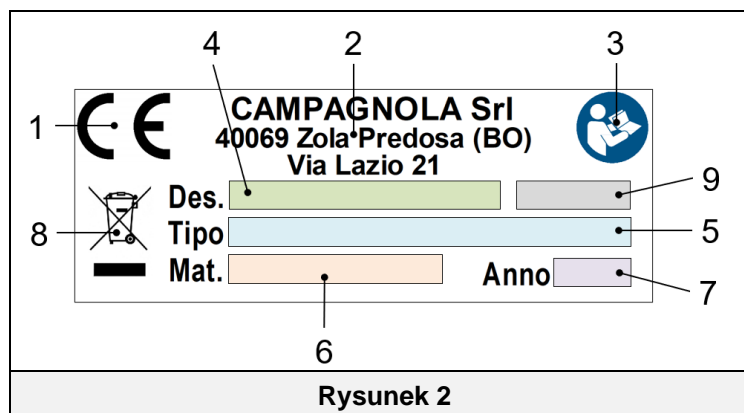 4
2
3
1
CE
CAMPAGNOLA Srl
40069 Zola Predosa (BO)
Via Lazio 21
Des.
9
8
Tipo
5
Mat.
Anno
7
6
Rysunek 2